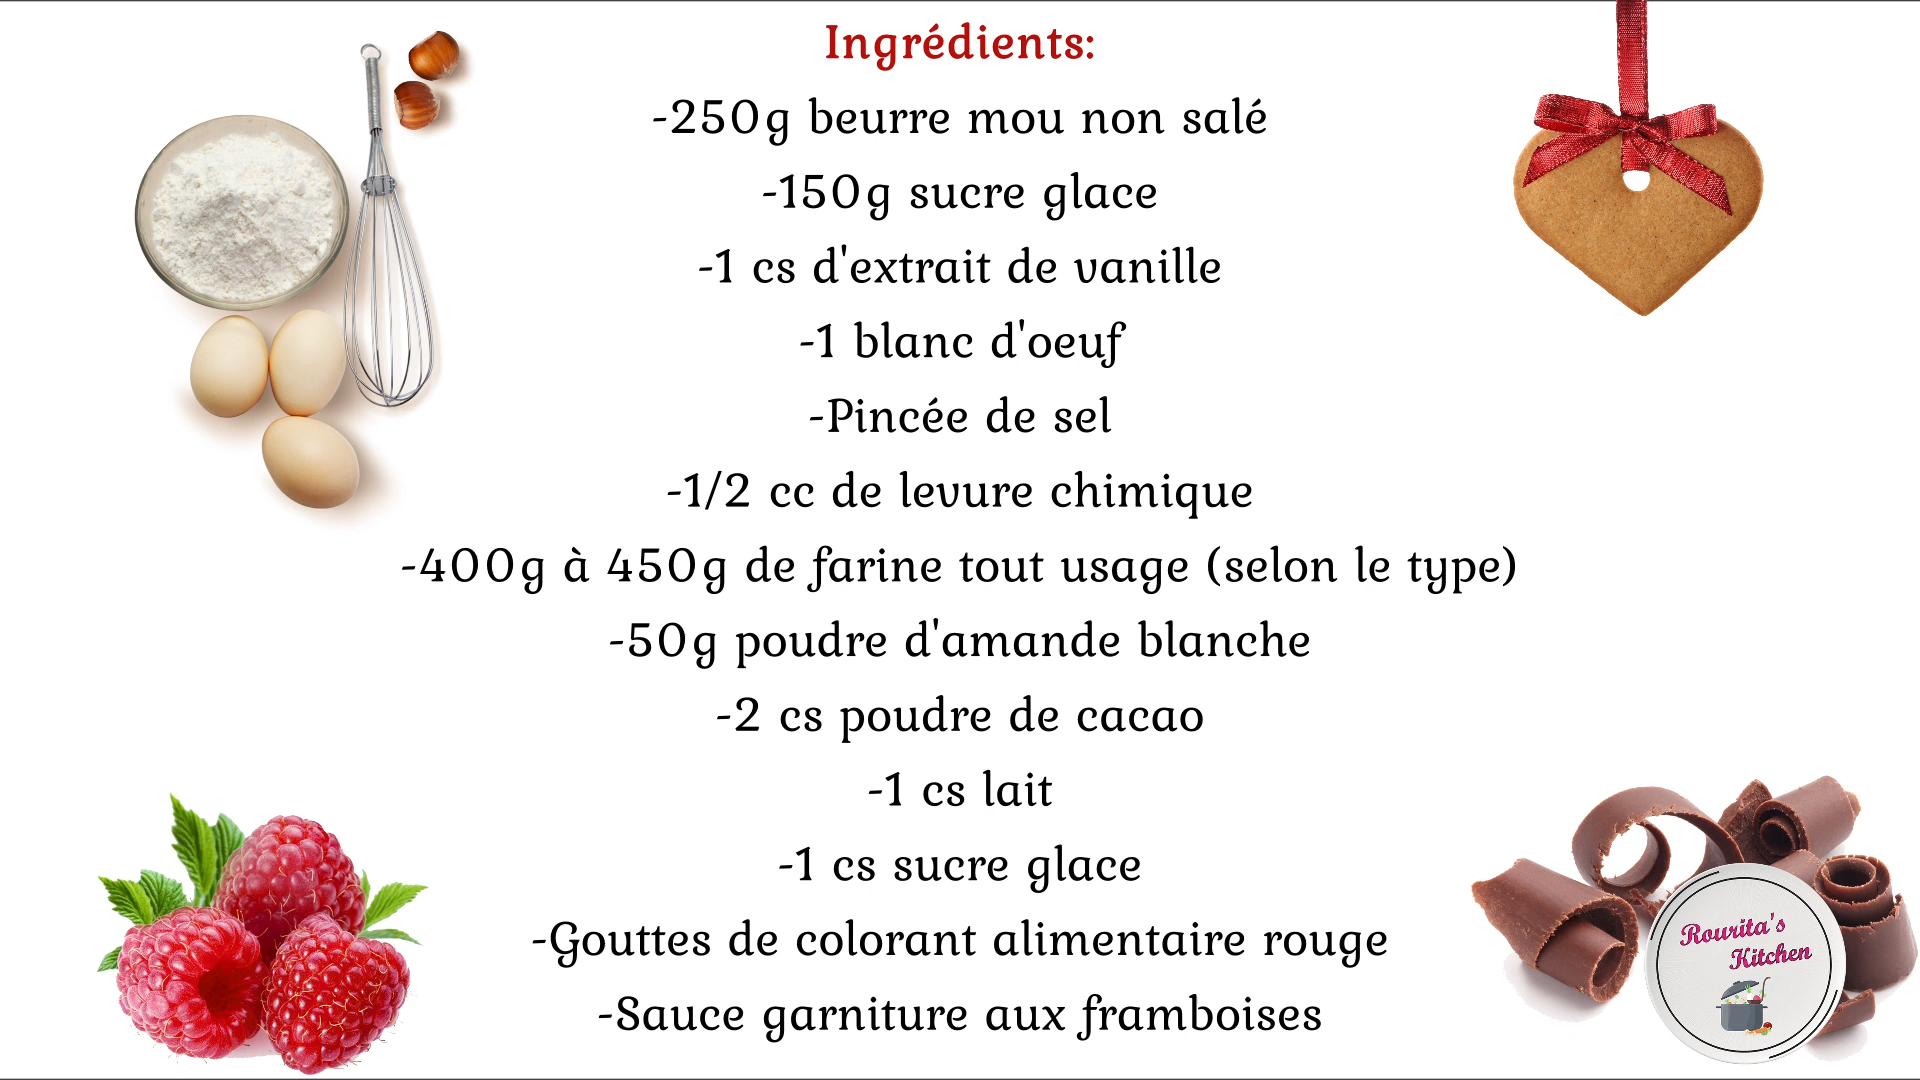 Ingrédients:
-250g beurre mou non salé
-150g sucre glace
-1 cs d'extrait de vanille
-1 blanc d'oeuf
-Pincée de sel
-1/2 cc de levure chimique
-400g à 450g de farine tout usage (selon le type)
-50g poudre d'amande blanche
-2 cs poudre de cacao
-1 cs lait
-1 cs sucre glace
-Gouttes de colorant alimentaire rouge
-Sauce garniture aux framboises
Rourita's
Kitchen